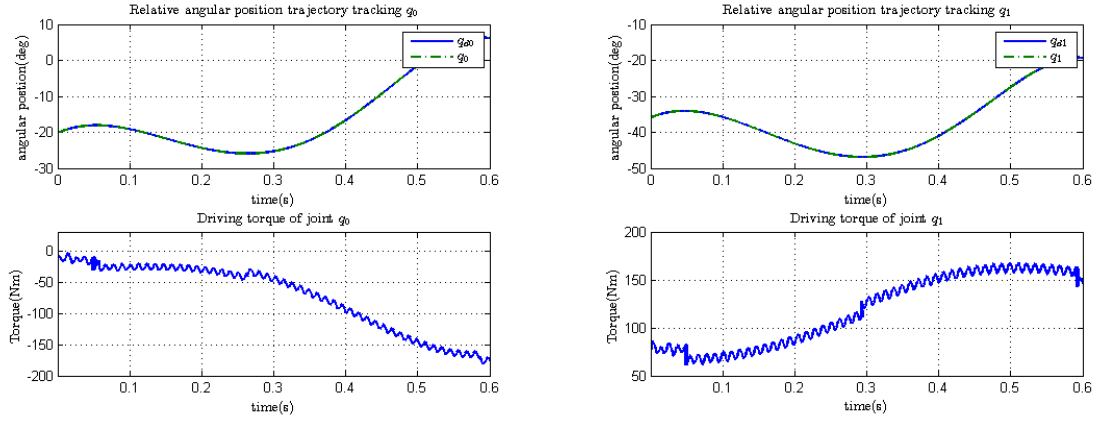 Relative angular position trajectory tracking q0
angular postion(deg)
10
0
-10
-20
-30
qd0
q0
0 0.1 0.2 0.3 0.4 0.5 0.6
time(s)
Relative angular position trajectory tracking q1
angular postion(deg)
-10
-20
-30
-40
-50
qd1
q1
0 0.1 0.2 0.3 0.4 0.5 0.6
time(s)
Driving torque of joint q0
Torque(Nm)
0
-50
-100
-150
-200
0.1 0.2 0.3 0.4 0.5 0.6
time(s)
Driving torque of joint q1
Torque(Nm)
200
150
100
50
0 0.1 0.2 0.3 0.4 0.5 0.6
time(s)